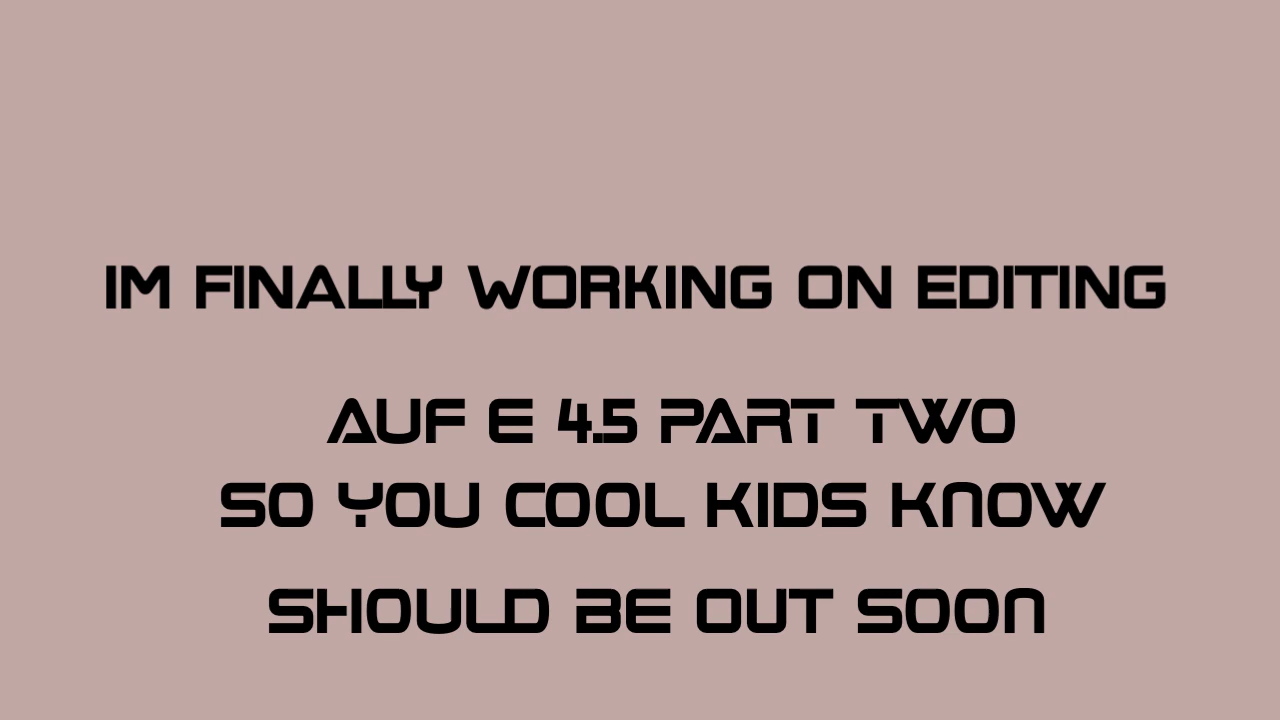 IM FINALLY WORKING ON EDITING
AUF E 4.5 PART TWO
SO YOU COOL KIDS KNOW
SHOULD BE OUT SOON